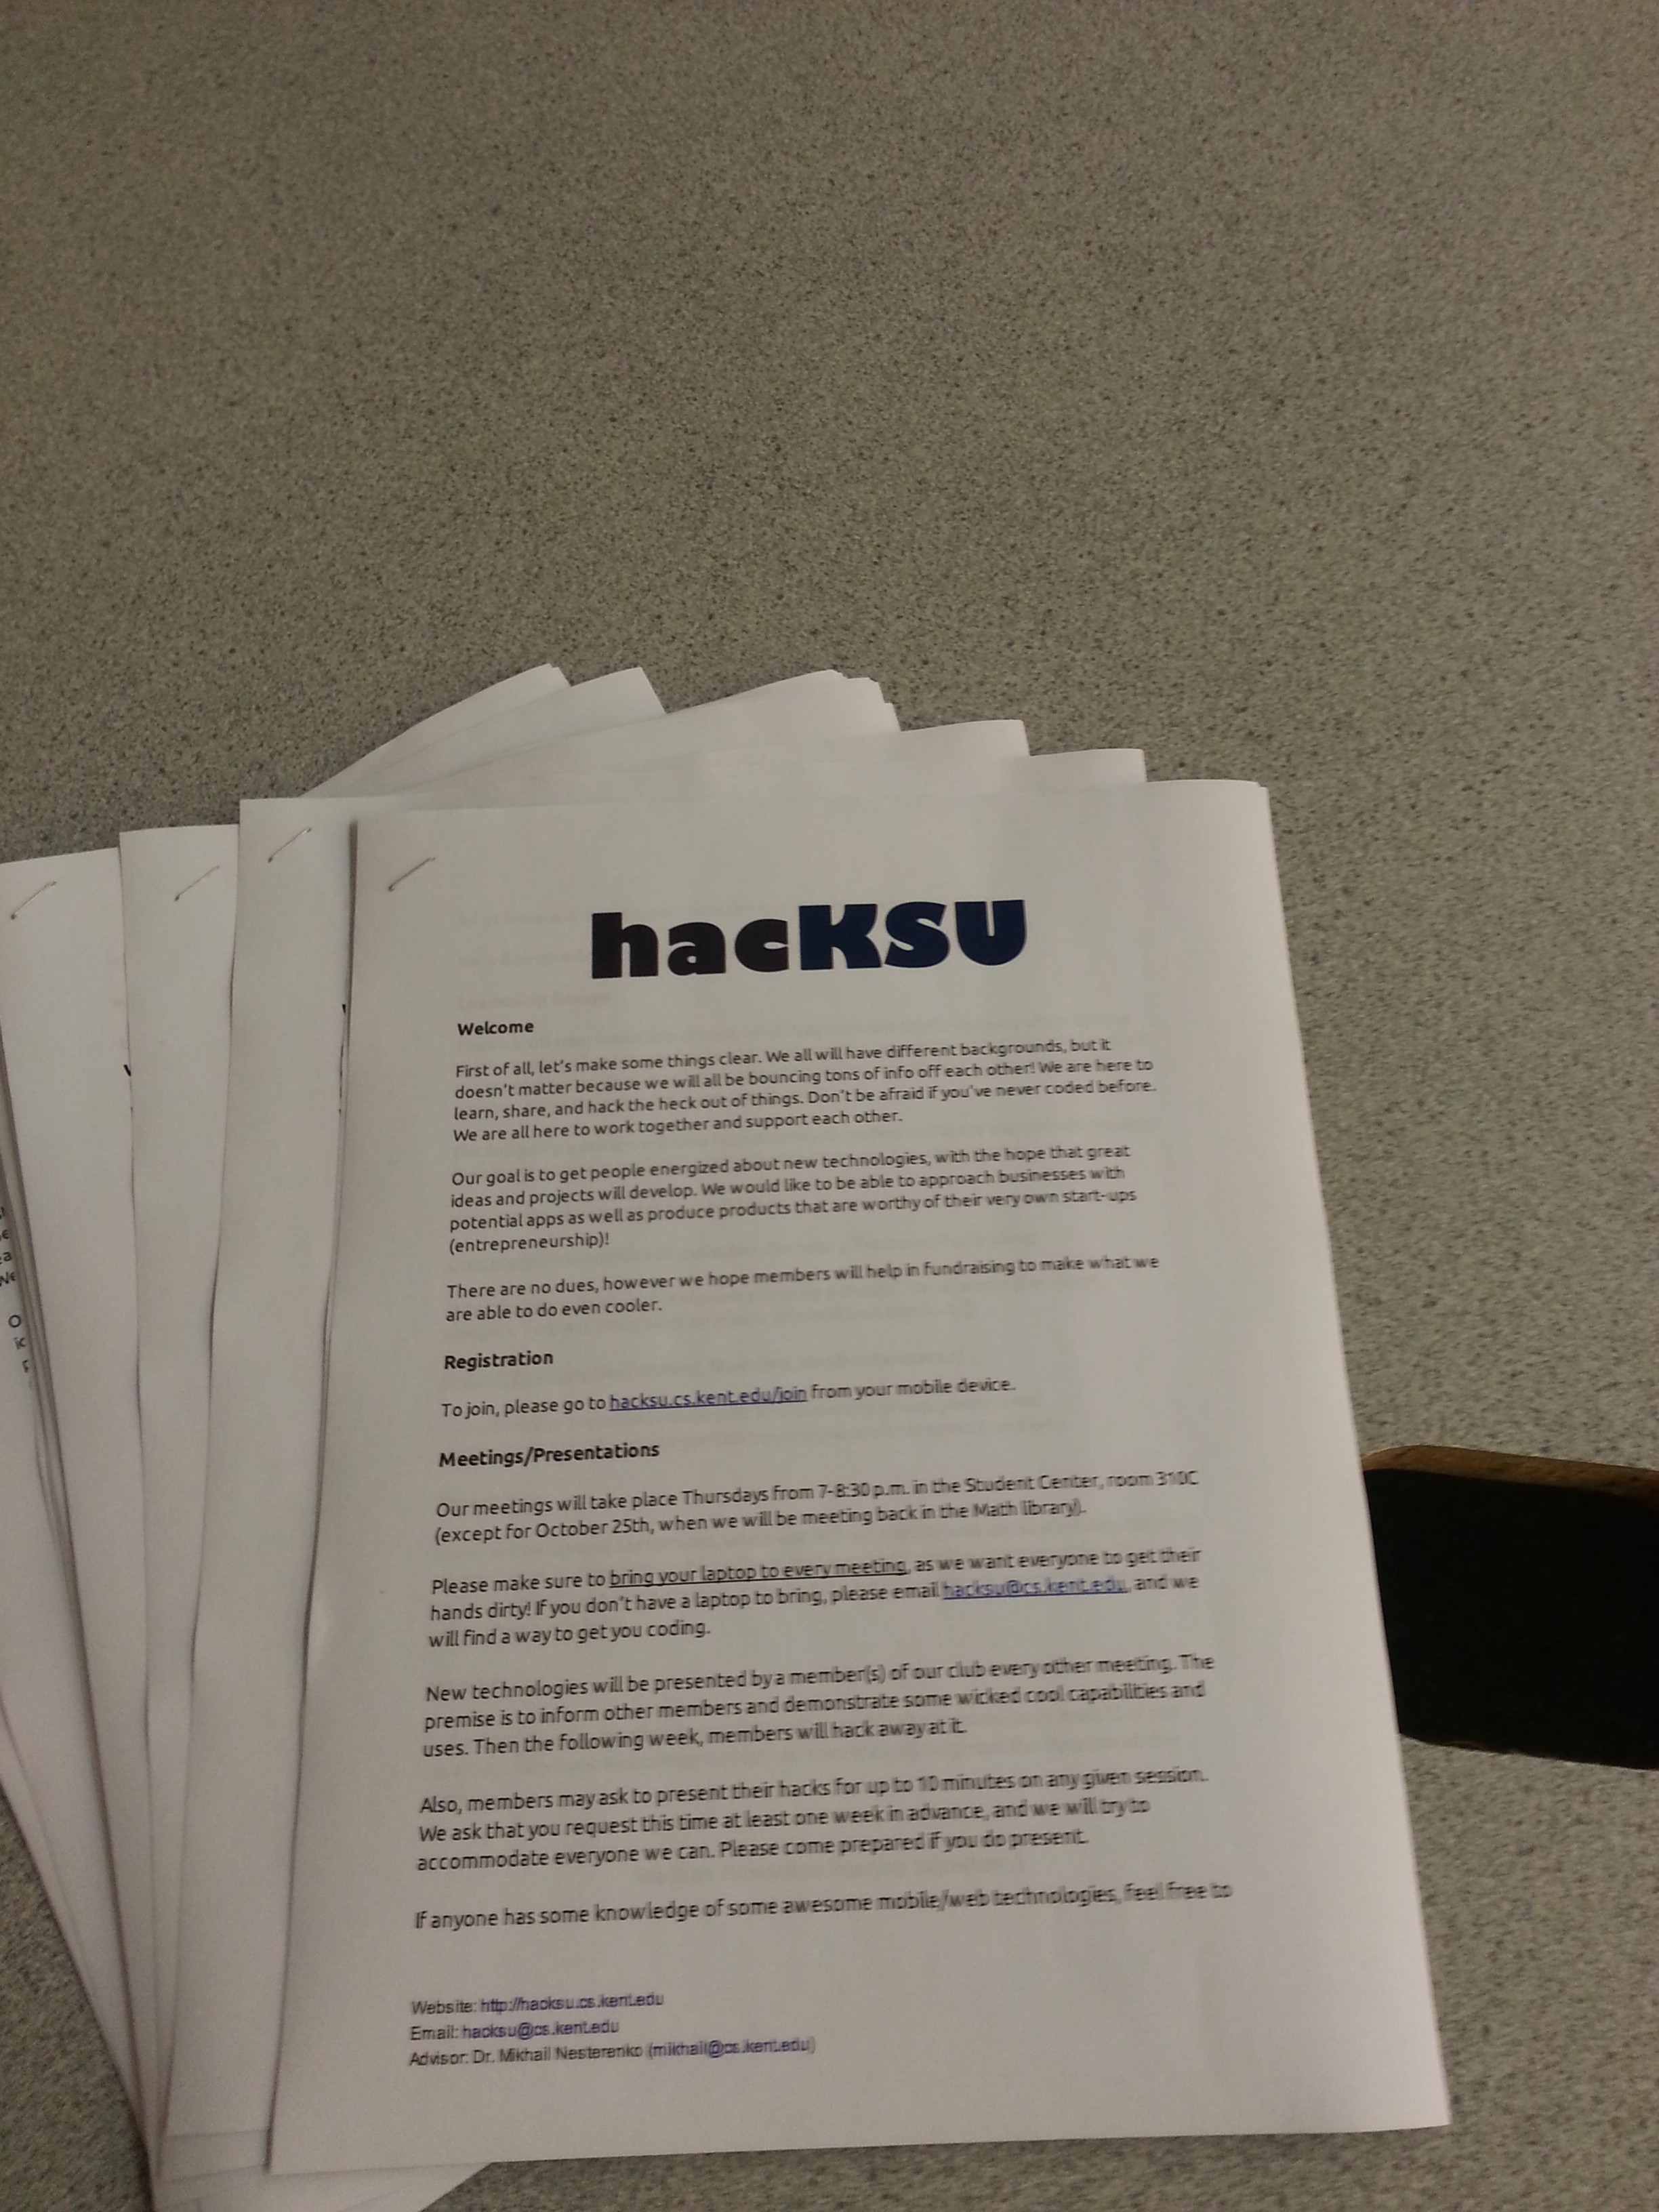 hacKSU
Welcome
First of all, let's make some things clear. We all will have different backgrounds, but it
doesn't matter because we will all be bouncing tons of info off each other! We are here to
learn, share, and hack the heck out of things. Don't be afraid if you've never coded before.
We are all here to work together and support each other.
Our goal is to get people energized about new technologies, with the hope that great
ideas and projects will develop. We would like to be able to approach businesses with
potential apps as well as produce products that are worthy of their very own start-ups
(entrepreneurship)!
There are no dues, however we hope members will help in fundraising to make what we
are able to do even cooler.
Registration
To join, please go to hacksu.cs.kent.edu/join from your mobile device.
Meetings/Presentations
Our meetings will take place Thursdays from 7-8:30 p.m. in the Student Center, room 310C
(except for October 25th, when we will be meeting back in the Math library).
Please make sure to bring your laptop to every meeting, as we want everyone to get their
hands dirty! If you don't have a laptop to bring, please email hacksu@cs.kent.edu, and we
will find a way to get you coding.
New technologies will be presented by a member(s) of our club every other meeting. The
premise is to inform other members and demonstrate some wicked cool capabilities and
uses. Then the following week, members will hack away at it.
Also, members may ask to present their hacks for up to 10 minutes on any given session.
We ask that you request this time at least one week in advance, and we will try to
accommodate everyone we can. Please come prepared if you do present.
If anyone has some knowledge of some awesome mobile/web technologies, feel free to
Website: http://hacksu.cs.kent.edu
Email: hacksu@cs.kent.edu
Advisor: Dr. Mikhail Nesterenko (mikhail@cs.kent.edu)